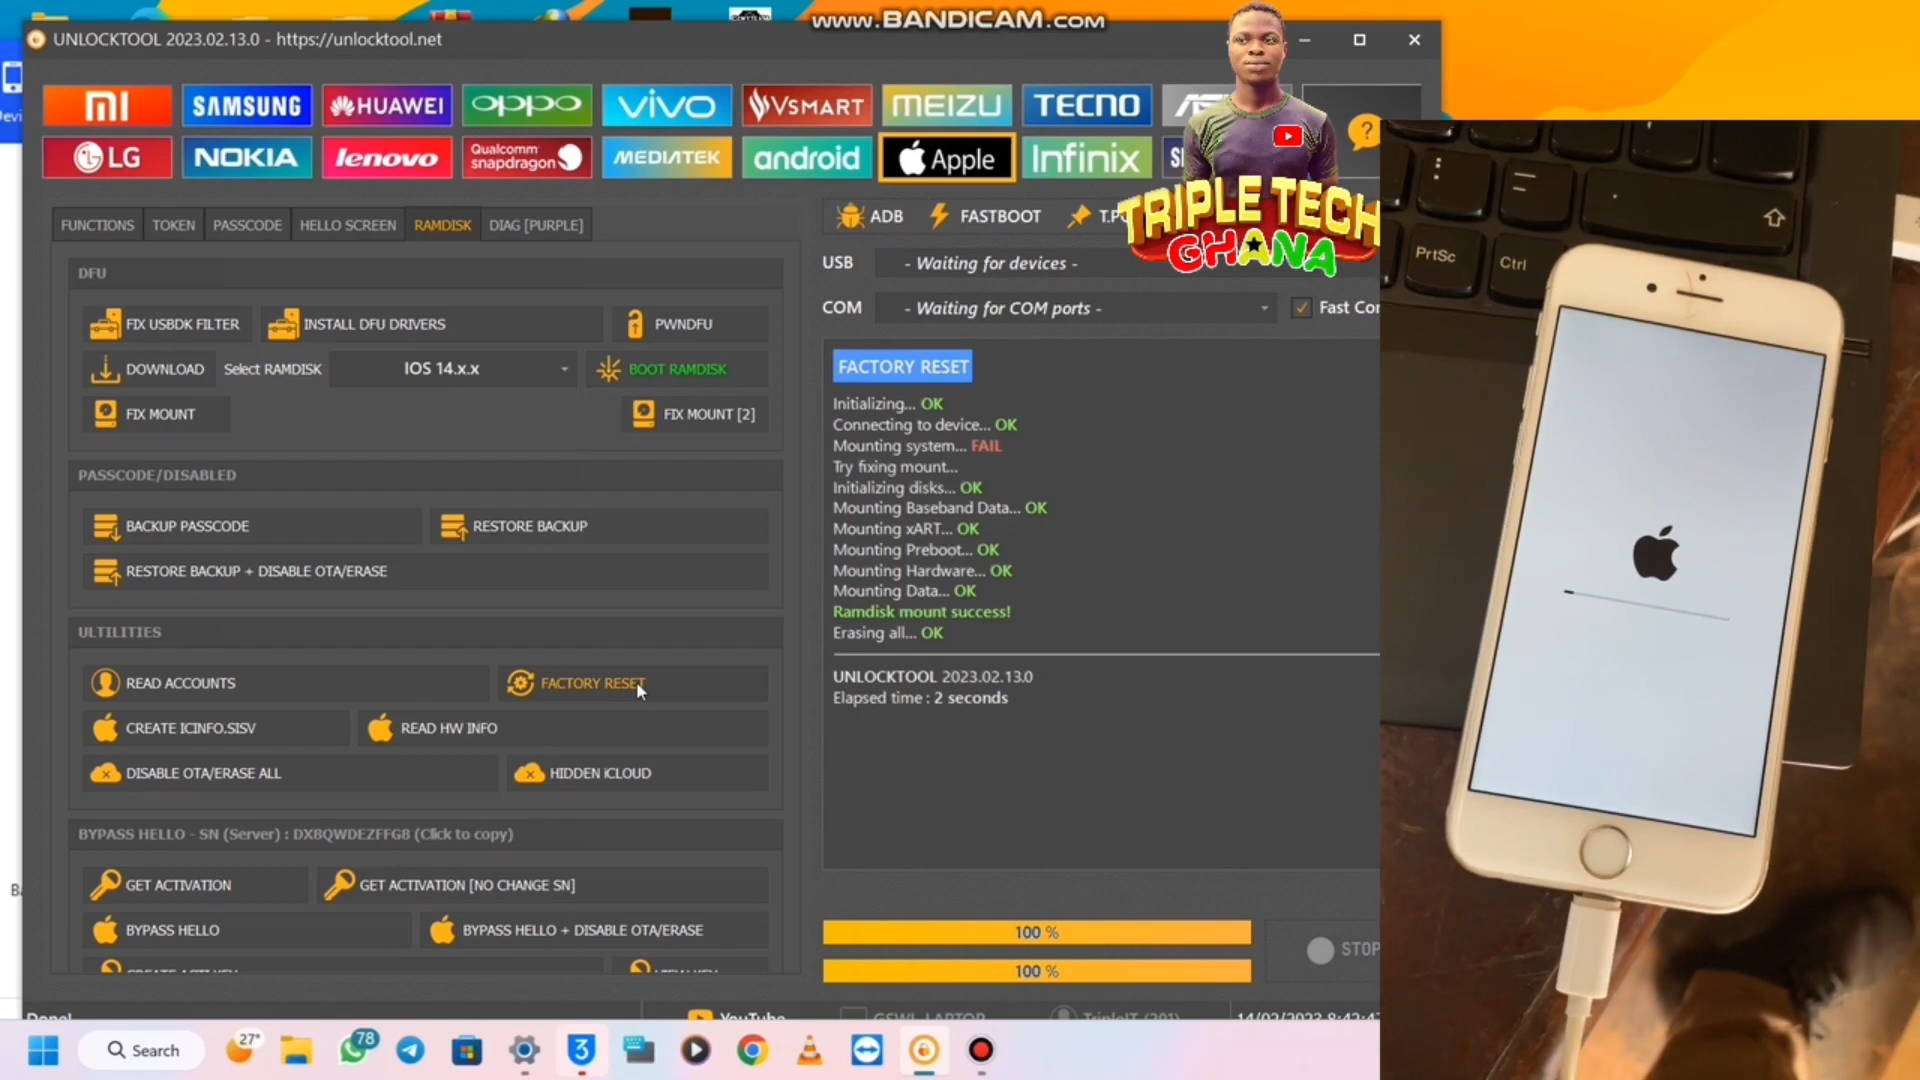 www.BANDICAM.com
UNLOCKTOOL 2023.02.13.0 - https://unlocktool.net
SAMSUNG
HUAWEI
oppo
vivo
VSMART
MEIZU
TECNO
LG
NOKIA
lenovo
Qualcomm
snapdragon
MEDIATEK
android
Apple
Infinix
?
FUNCTIONS
TOKEN
PASSCODE
HELLO SCREEN
RAMDISK
DIAG [PURPLE]
ADB
FASTBOOT
TRIPLE TECH
GHANA
USB
- Waiting for devices -
COM
- Waiting for COM ports -
DFU
FIX USBDK FILTER
INSTALL DFU DRIVERS
PWNDFU
DOWNLOAD
Select RAMDISK
IOS 14.x.x
BOOT RAMDISK
FIX MOUNT
FIX MOUNT [2]
PASSCODE/DISABLED
BACKUP PASSCODE
RESTORE BACKUP
RESTORE BACKUP + DISABLE OTA/ERASE
ULTILITIES
READ ACCOUNTS
FACTORY RESET
CREATE ICINFO.SISV
READ HW INFO
DISABLE OTA/ERASE ALL
HIDDEN iCLOUD
BYPASS HELLO - SN (Server) : DX8QWDEZFFG8 (Click to copy)
GET ACTIVATION
GET ACTIVATION [NO CHANGE SN]
BYPASS HELLO
BYPASS HELLO + DISABLE OTA/ERASE
FACTORY RESET
Initializing... OK
Connecting to device... OK
Mounting system... FAIL
Try fixing mount...
Initializing disks... OK
Mounting Baseband Data... OK
Mounting xART... OK
Mounting Preboot... OK
Mounting Hardware... OK
Mounting Data... OK
Ramdisk mount success!
Erasing all... OK
UNLOCKTOOL 2023.02.13.0
Elapsed time : 2 seconds
100 %
100 %
STOP
YouTube
PrtSc
Ctrl
27°
Search
78